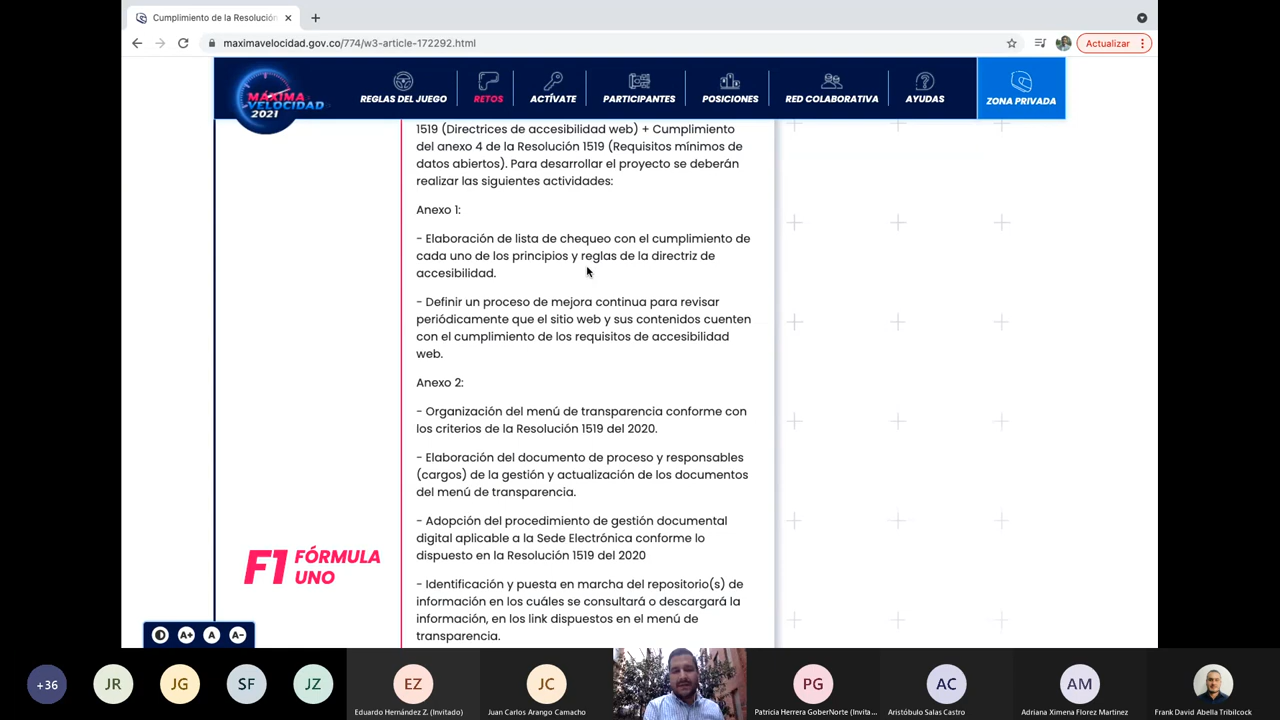 Cumplimiento de la Resolución
maximavelocidad.gov.co/774/w3-article-172292.html
Actualizar
MÁXIMA
VELOCIDAD
2021
REGLAS DEL JUEGO
RETOS
ACTÍVATE
PARTICIPANTES
POSICIONES
RED COLABORATIVA
AYUDAS
ZONA PRIVADA
1519 (Directrices de accesibilidad web) + Cumplimiento
del anexo 4 de la Resolución 1519 (Requisitos mínimos de
datos abiertos). Para desarrollar el proyecto se deberán
realizar las siguientes actividades:
Anexo 1:
- Elaboración de lista de chequeo con el cumplimiento de
cada uno de los principios y reglas de la directriz de
accesibilidad.
- Definir un proceso de mejora continua para revisar
periódicamente que el sitio web y sus contenidos cuenten
con el cumplimiento de los requisitos de accesibilidad
web.
Anexo 2:
- Organización del menú de transparencia conforme con
los criterios de la Resolución 1519 del 2020.
- Elaboración del documento de proceso y responsables
(cargos) de la gestión y actualización de los documentos
del menú de transparencia.
- Adopción del procedimiento de gestión documental
digital aplicable a la Sede Electrónica conforme lo
dispuesto en la Resolución 1519 del 2020
- Identificación y puesta en marcha del repositorio(s) de
información en los cuáles se consultará o descargará la
información, en los link dispuestos en el menú de
transparencia.
F1 FÓRMULA
UNO
A+ A A-
+36
JR
JG
SF
JZ
EZ
JC
PG
AC
AM
Eduardo Hernández Z. (Invitado)
Juan Carlos Arango Camacho
Patricia Herrera GoberNorte (Invita...
Aristóbulo Salas Castro
Adriana Ximena Florez Martinez
Frank David Abella Tribilcock